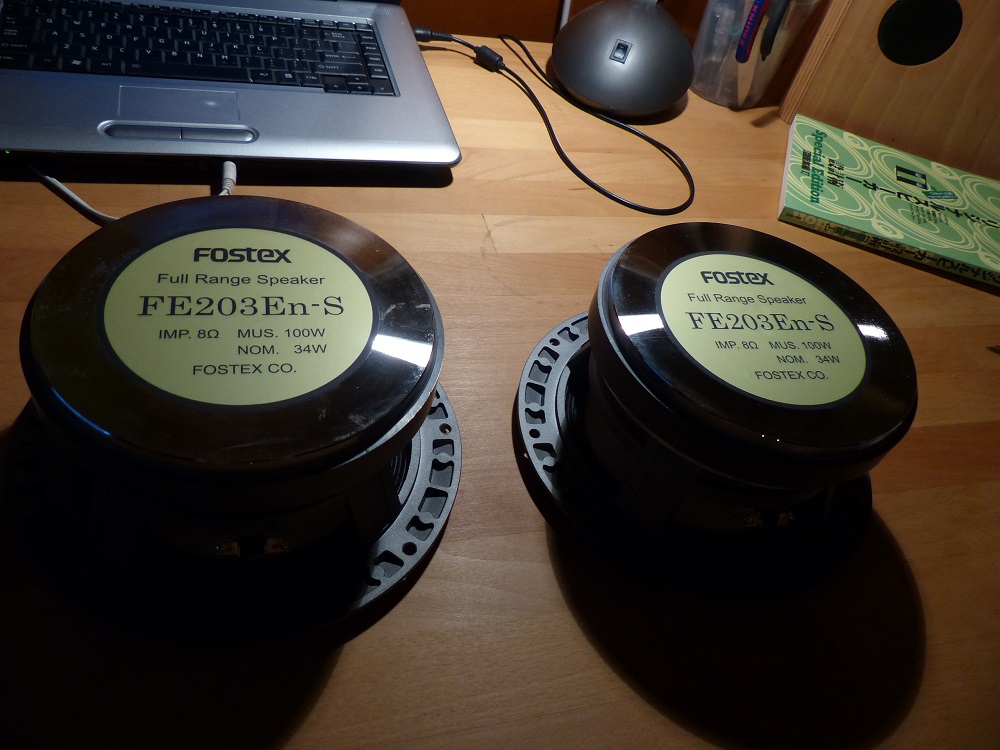 FOSTEX
Full Range Speaker
FE203En-S
IMP. 8Ω MUS. 100W
NOM. 34W
FOSTEX CO.
FOSTEX
Full Range Speaker
FE203En-S
IMP. 8Ω MUS. 100W
NOM. 34W
FOSTEX CO.
Special Edition